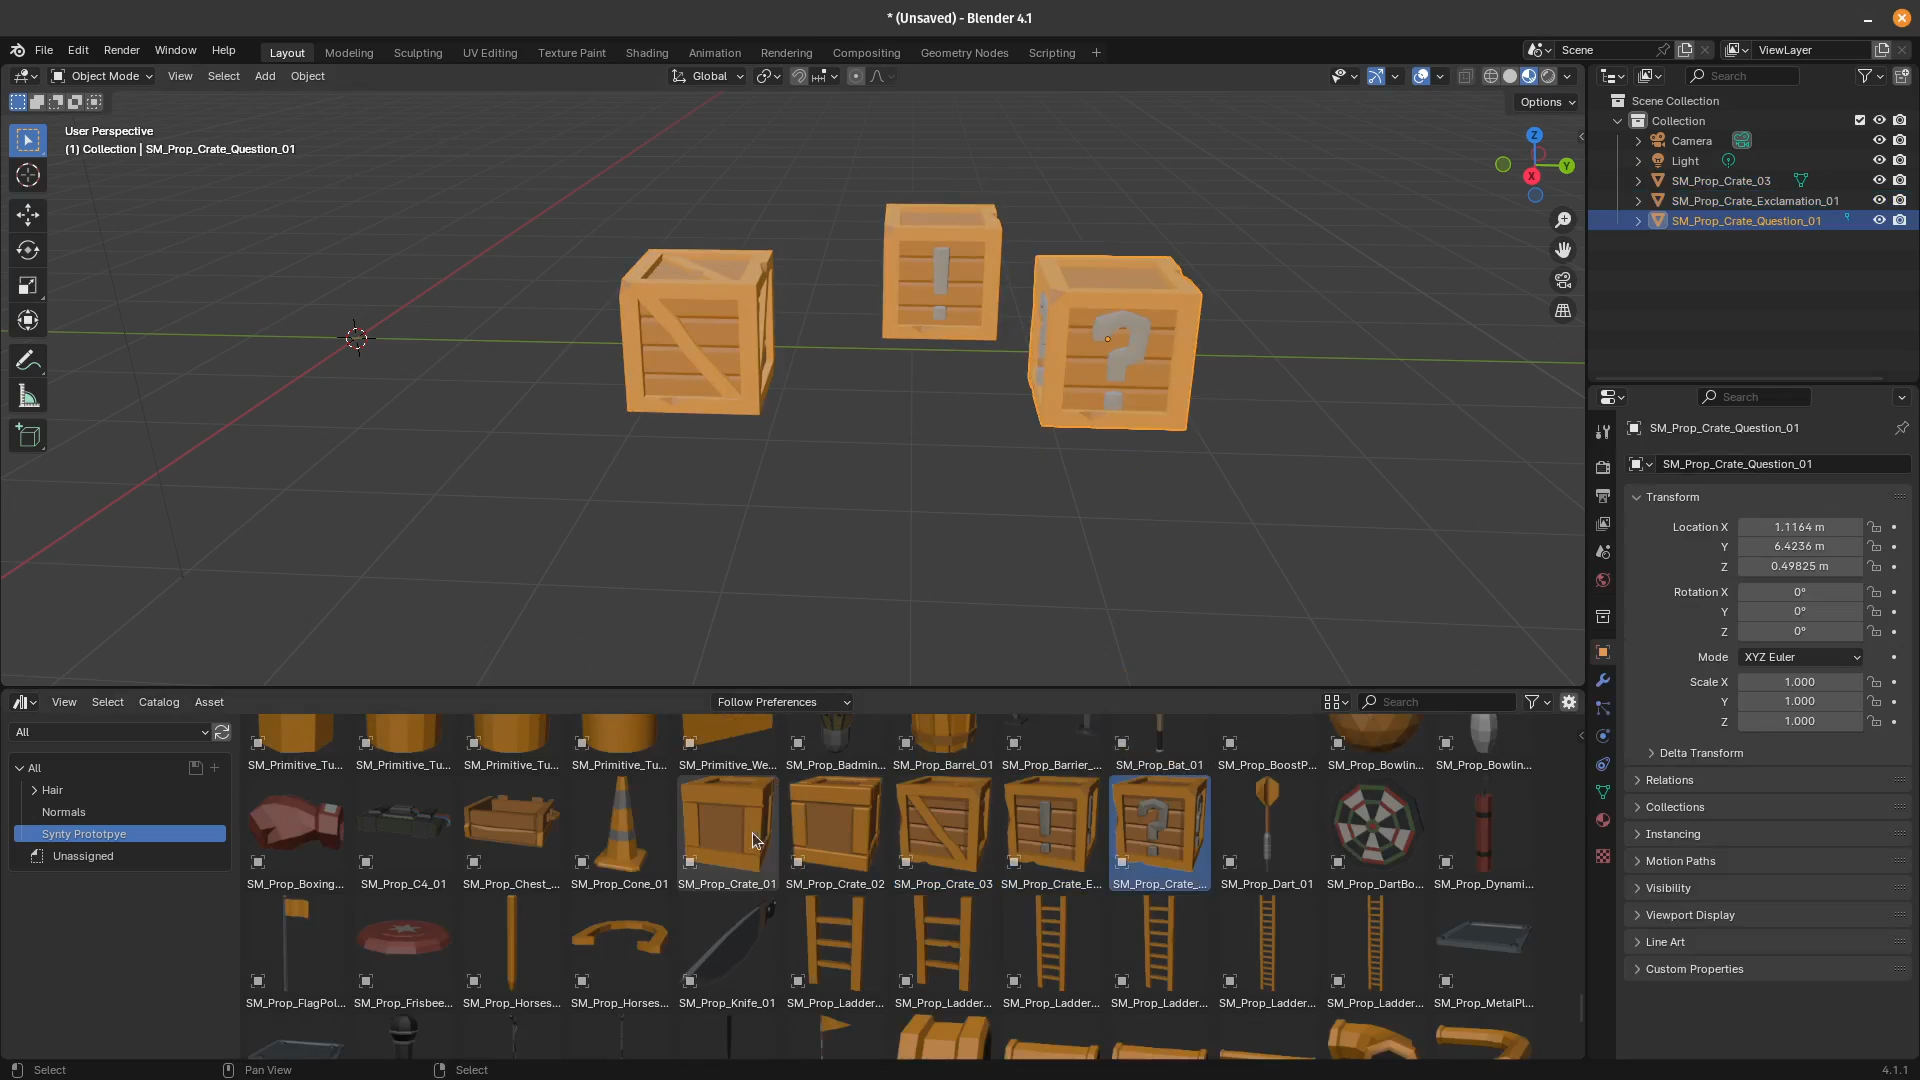 * (Unsaved) - Blender 4.1
File Edit Render Window Help Layout Modeling Sculpting UV Editing Texture Paint Shading Animation Rendering Compositing Geometry Nodes Scripting + Scene ViewLayer
Object Mode View Select Add Object Global Search
Options
User Perspective
(1) Collection | SM_Prop_Crate_Question_01
Z
Y
X
! ?
Scene Collection
Collection
Camera
Light
SM_Prop_Crate_03
SM_Prop_Crate_Exclamation_01
SM_Prop_Crate_Question_01
Search
SM_Prop_Crate_Question_01
SM_Prop_Crate_Question_01
Transform
Location X 1.1164 m
Y 6.4236 m
Z 0.49825 m
Rotation X 0°
Y 0°
Z 0°
Mode XYZ Euler
Scale X 1.000
Y 1.000
Z 1.000
Delta Transform
Relations
Collections
Instancing
Motion Paths
Visibility
Viewport Display
Line Art
Custom Properties
View Select Catalog Asset Follow Preferences Search
All
All
Hair
Normals
Synty Prototpye
Unassigned
SM_Primitive_Tu... SM_Primitive_Tu... SM_Primitive_Tu... SM_Primitive_Tu... SM_Primitive_We... SM_Prop_Badmin... SM_Prop_Barrel_01 SM_Prop_Barrier_... SM_Prop_Bat_01 SM_Prop_BoostP... SM_Prop_Bowlin... SM_Prop_Bowlin...
! ?
SM_Prop_Boxing... SM_Prop_C4_01 SM_Prop_Chest_... SM_Prop_Cone_01 SM_Prop_Crate_01 SM_Prop_Crate_02 SM_Prop_Crate_03 SM_Prop_Crate_E... SM_Prop_Crate_... SM_Prop_Dart_01 SM_Prop_DartBo... SM_Prop_Dynami...
SM_Prop_FlagPol... SM_Prop_Frisbee... SM_Prop_Horses... SM_Prop_Horses... SM_Prop_Knife_01 SM_Prop_Ladder... SM_Prop_Ladder... SM_Prop_Ladder... SM_Prop_Ladder... SM_Prop_Ladder... SM_Prop_Ladder... SM_Prop_MetalPl...
Select Pan View Select 4.1.1